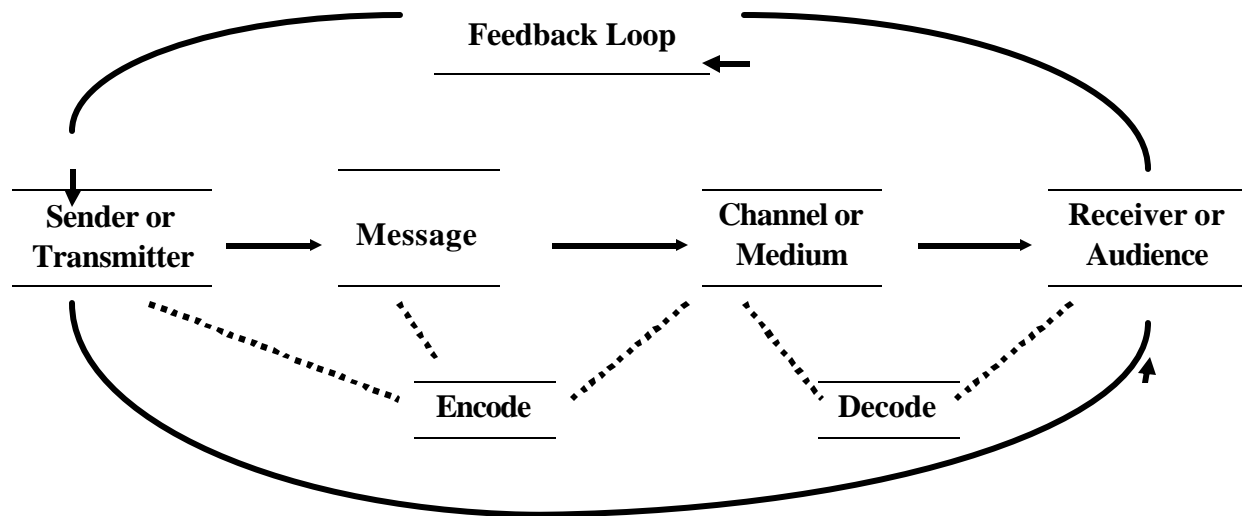 Feedback Loop
Sender or
Transmitter
Message
Channel or
Medium
Receiver or
Audience
Encode
Decode